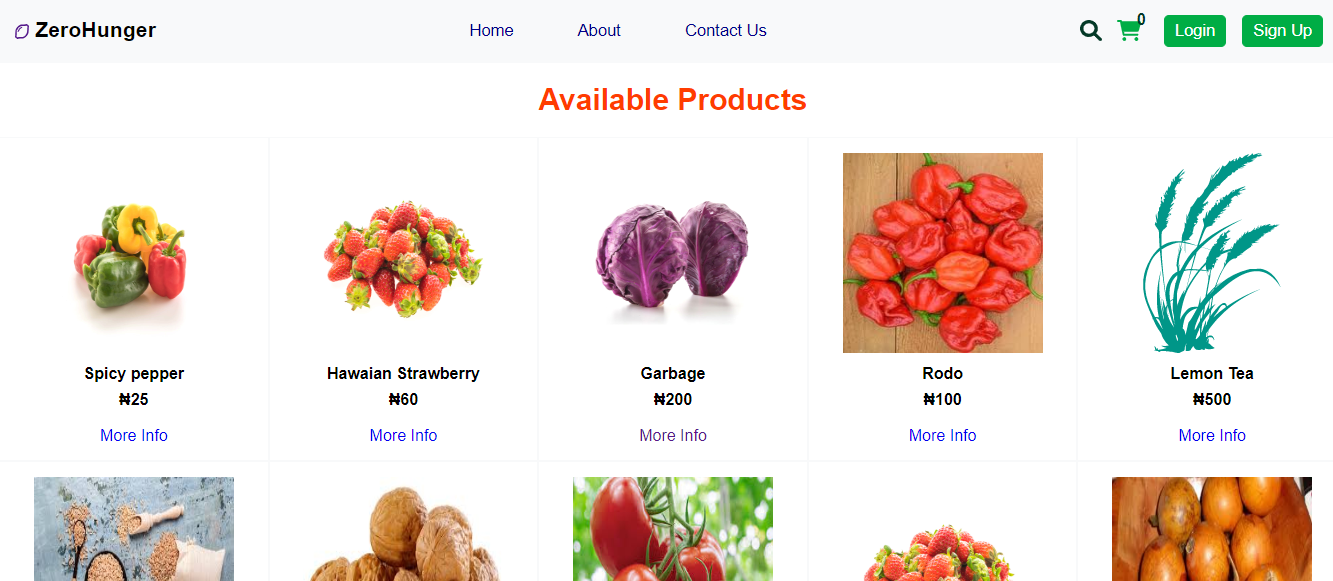 ZeroHunger
Home
About
Contact Us
0
Login
Sign Up
Available Products
Spicy pepper
₦25
More Info
Hawaian Strawberry
₦60
More Info
Garbage
₦200
More Info
Rodo
₦100
More Info
Lemon Tea
₦500
More Info